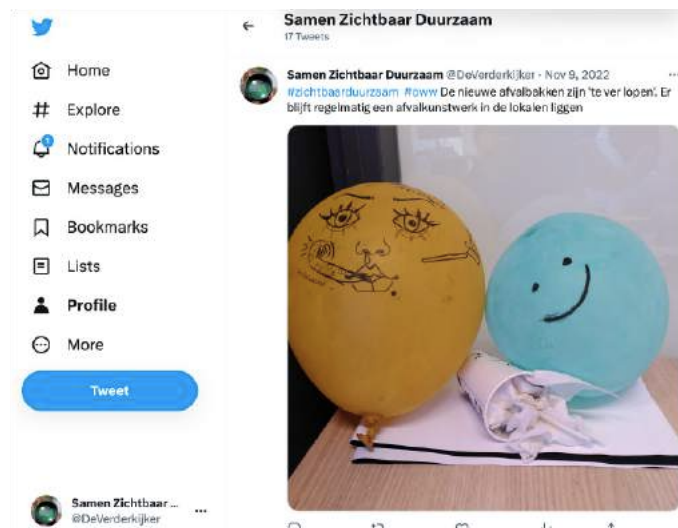 Samen Zichtbaar Duurzaam
17 Tweets
Home
Explore
1
Notifications
Messages
Bookmarks
Lists
Profile
More
Tweet
Samen Zichtbaar ...
@DeVerderkijker
Samen Zichtbaar Duurzaam @DeVerderkijker · Nov 9, 2022
#zichtbaarduurzaam #oww De nieuwe afvalbakken zijn 'te ver lopen'. Er
blijft regelmatig een afvalkunstwerk in de lokalen liggen